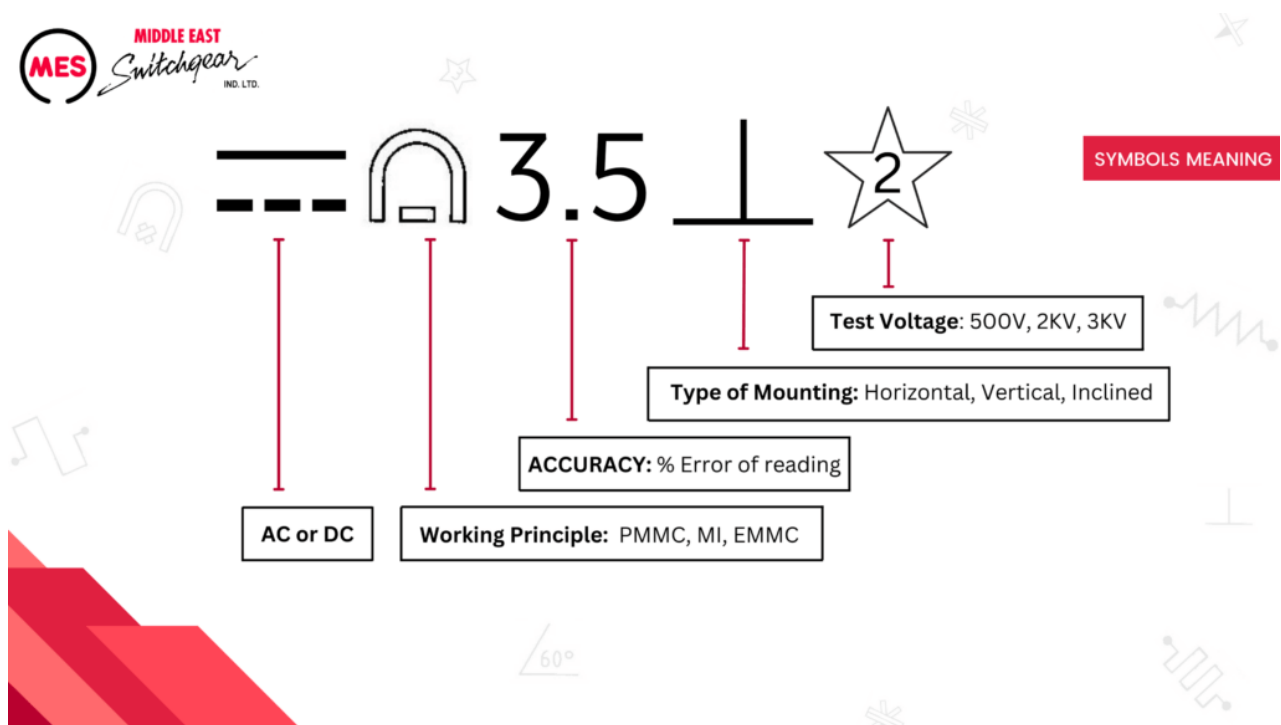 MES
MIDDLE EAST
Switchgear
IND. LTD.
3.5
2
SYMBOLS MEANING
Test Voltage: 500V, 2KV, 3KV
Type of Mounting: Horizontal, Vertical, Inclined
ACCURACY: % Error of reading
AC or DC
Working Principle: PMMC, MI, EMMC
60°